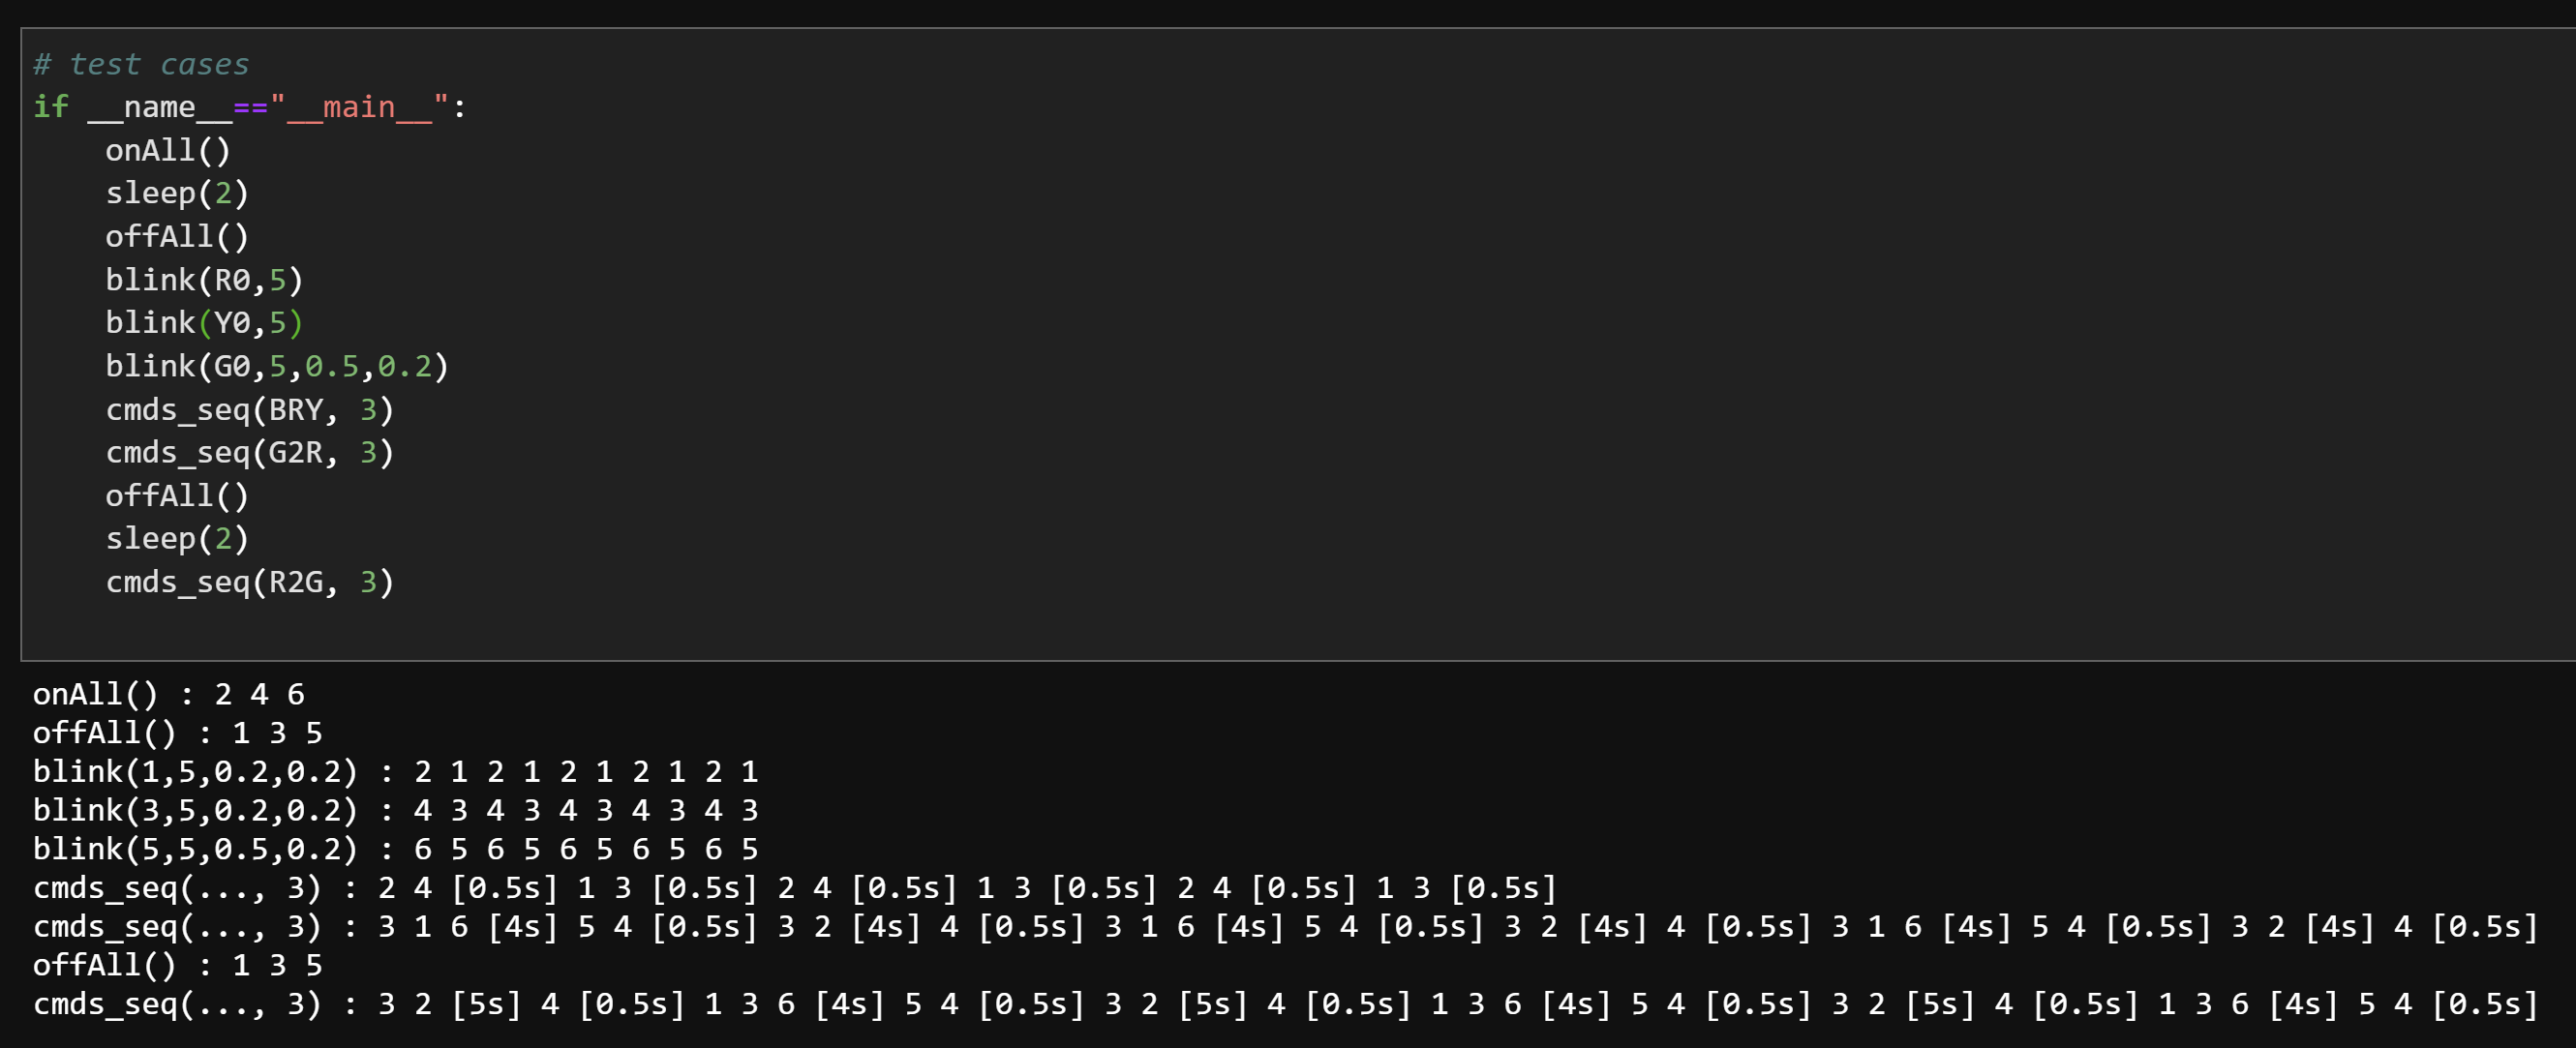 # test cases
if __name__=="__main__":
    onAll()
    sleep(2)
    offAll()
    blink(R0,5)
    blink(Y0,5)
    blink(G0,5,0.5,0.2)
    cmds_seq(BRY, 3)
    cmds_seq(G2R, 3)
    offAll()
    sleep(2)
    cmds_seq(R2G, 3)
onAll() : 2 4 6
offAll() : 1 3 5
blink(1,5,0.2,0.2) : 2 1 2 1 2 1 2 1 2 1
blink(3,5,0.2,0.2) : 4 3 4 3 4 3 4 3 4 3
blink(5,5,0.5,0.2) : 6 5 6 5 6 5 6 5 6 5
cmds_seq(..., 3) : 2 4 [0.5s] 1 3 [0.5s] 2 4 [0.5s] 1 3 [0.5s] 2 4 [0.5s] 1 3 [0.5s]
cmds_seq(..., 3) : 3 1 6 [4s] 5 4 [0.5s] 3 2 [4s] 4 [0.5s] 3 1 6 [4s] 5 4 [0.5s] 3 2 [4s] 4 [0.5s] 3 1 6 [4s] 5 4 [0.5s] 3 2 [4s] 4 [0.5s]
offAll() : 1 3 5
cmds_seq(..., 3) : 3 2 [5s] 4 [0.5s] 1 3 6 [4s] 5 4 [0.5s] 3 2 [5s] 4 [0.5s] 1 3 6 [4s] 5 4 [0.5s] 3 2 [5s] 4 [0.5s] 1 3 6 [4s] 5 4 [0.5s]